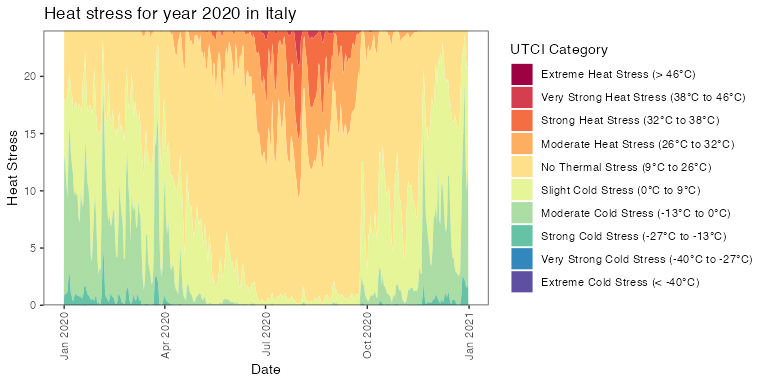 Heat stress for year 2020 in Italy
Heat Stress
20
15
10
5
0
Jan 2020
Apr 2020
Jul 2020
Oct 2020
Jan 2021
Date
UTCI Category
Extreme Heat Stress (> 46°C)
Very Strong Heat Stress (38°C to 46°C)
Strong Heat Stress (32°C to 38°C)
Moderate Heat Stress (26°C to 32°C)
No Thermal Stress (9°C to 26°C)
Slight Cold Stress (0°C to 9°C)
Moderate Cold Stress (-13°C to 0°C)
Strong Cold Stress (-27°C to -13°C)
Very Strong Cold Stress (-40°C to -27°C)
Extreme Cold Stress (< -40°C)